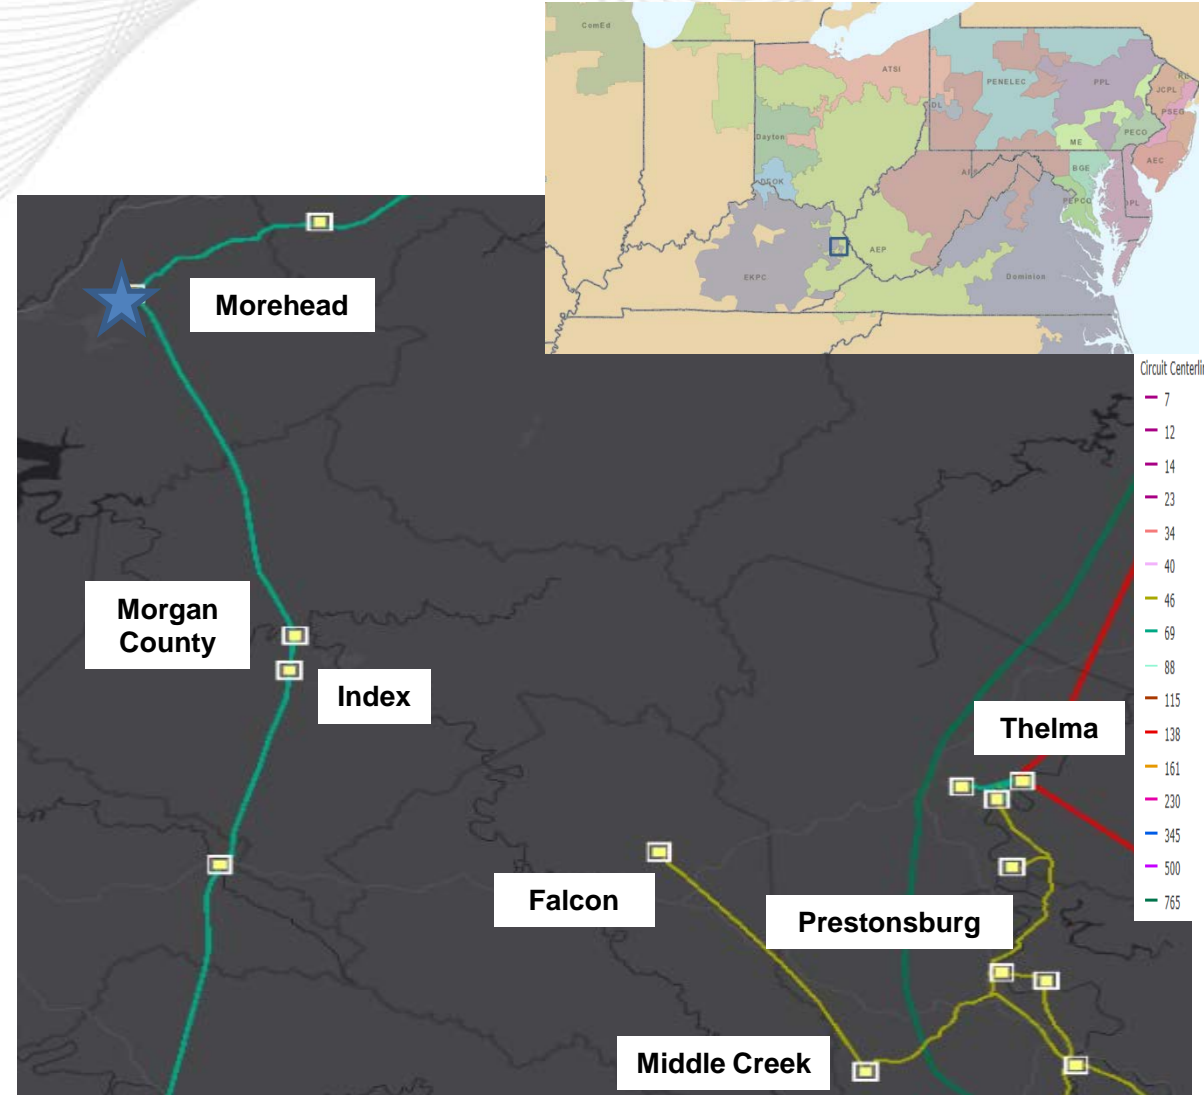 ComEd
ATSI
PENELEC
PPL
JCPL
DL
PSEG
Dayton
PECO
ME
AEC
BGE
DEOK
PEPCO
DPL
AEP
EKPC
Dominion
Morehead
Circuit Centerli
7
12
14
23
34
40
46
69
88
115
138
161
230
345
500
765
Morgan
County
Index
Thelma
Falcon
Prestonsburg
Middle Creek